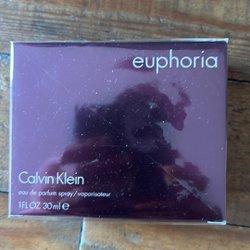 euphoria
Calvin Klein
eau de parfum spray/vaporisateur
1 FL OZ 30 ml e